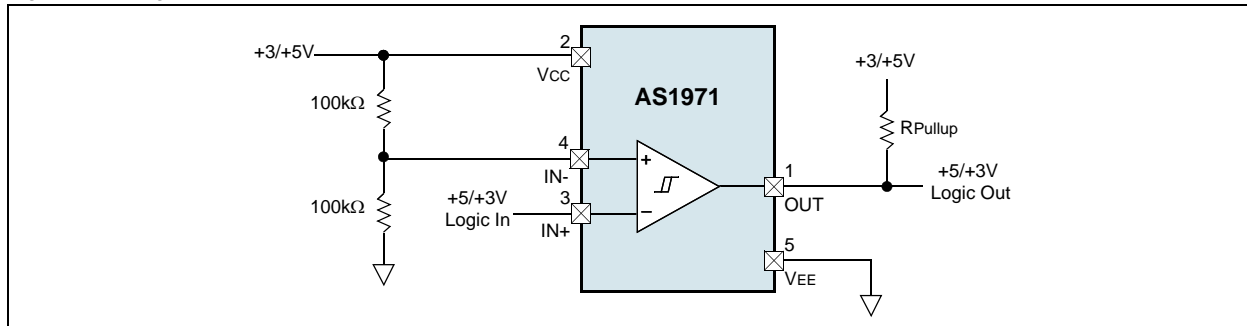 +3/+5V
2
VCC
AS1971
+3/+5V
100kΩ
RPullup
4
IN-
+
1
OUT
+5/+3V
Logic Out
+5/+3V
Logic In
3
IN+
−
100kΩ
5
VEE